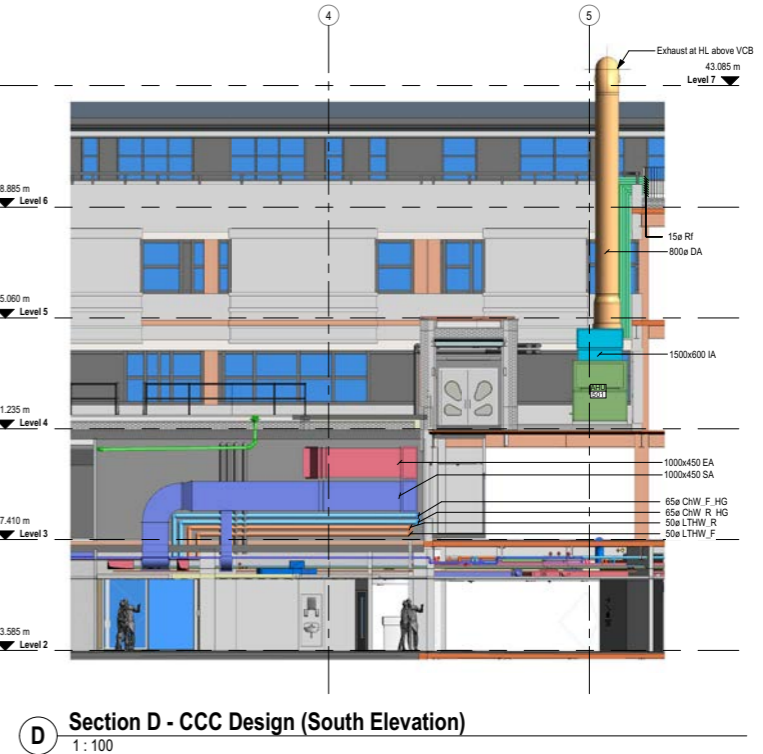 4
5
Exhaust at HL above VCB
43.085 m
Level 7
8.885 m
Level 6
15ø Rf
800ø DA
5.060 m
Level 5
1500x600 IA
AHU
501
1.235 m
Level 4
1000x450 EA
1000x450 SA
65ø ChW_F_HG
65ø ChW_R_HG
7.410 m
50ø LTHW_R
Level 3
50ø LTHW_F
3.585 m
Level 2
D
Section D - CCC Design (South Elevation)
1 : 100